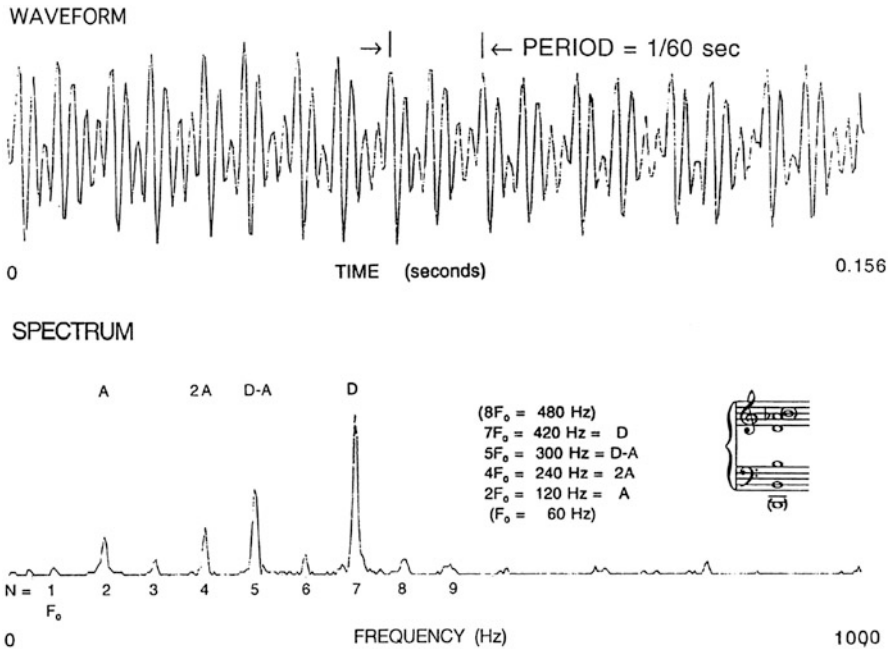 WAVEFORM
→ | | ← PERIOD = 1/60 sec
0 TIME (seconds) 0.156
SPECTRUM
A 2A D-A D
(8F₀ = 480 Hz)
7F₀ = 420 Hz = D
5F₀ = 300 Hz = D-A
4F₀ = 240 Hz = 2A
2F₀ = 120 Hz = A
(F₀ = 60 Hz)
N = 1 2 3 4 5 6 7 8 9
F₀
0 FREQUENCY (Hz) 1000